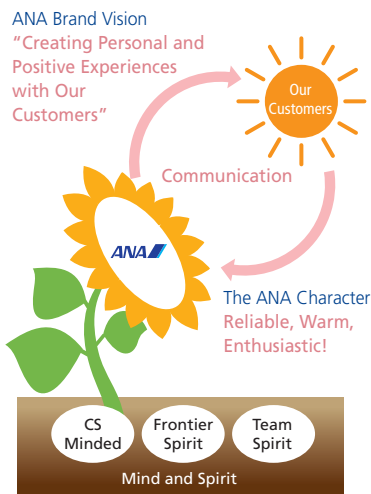 ANA Brand Vision
“Creating Personal and
Positive Experiences
with Our
Customers”
Our
Customers
Communication
ANA
The ANA Character
Reliable, Warm,
Enthusiastic!
CS
Minded
Frontier
Spirit
Team
Spirit
Mind and Spirit